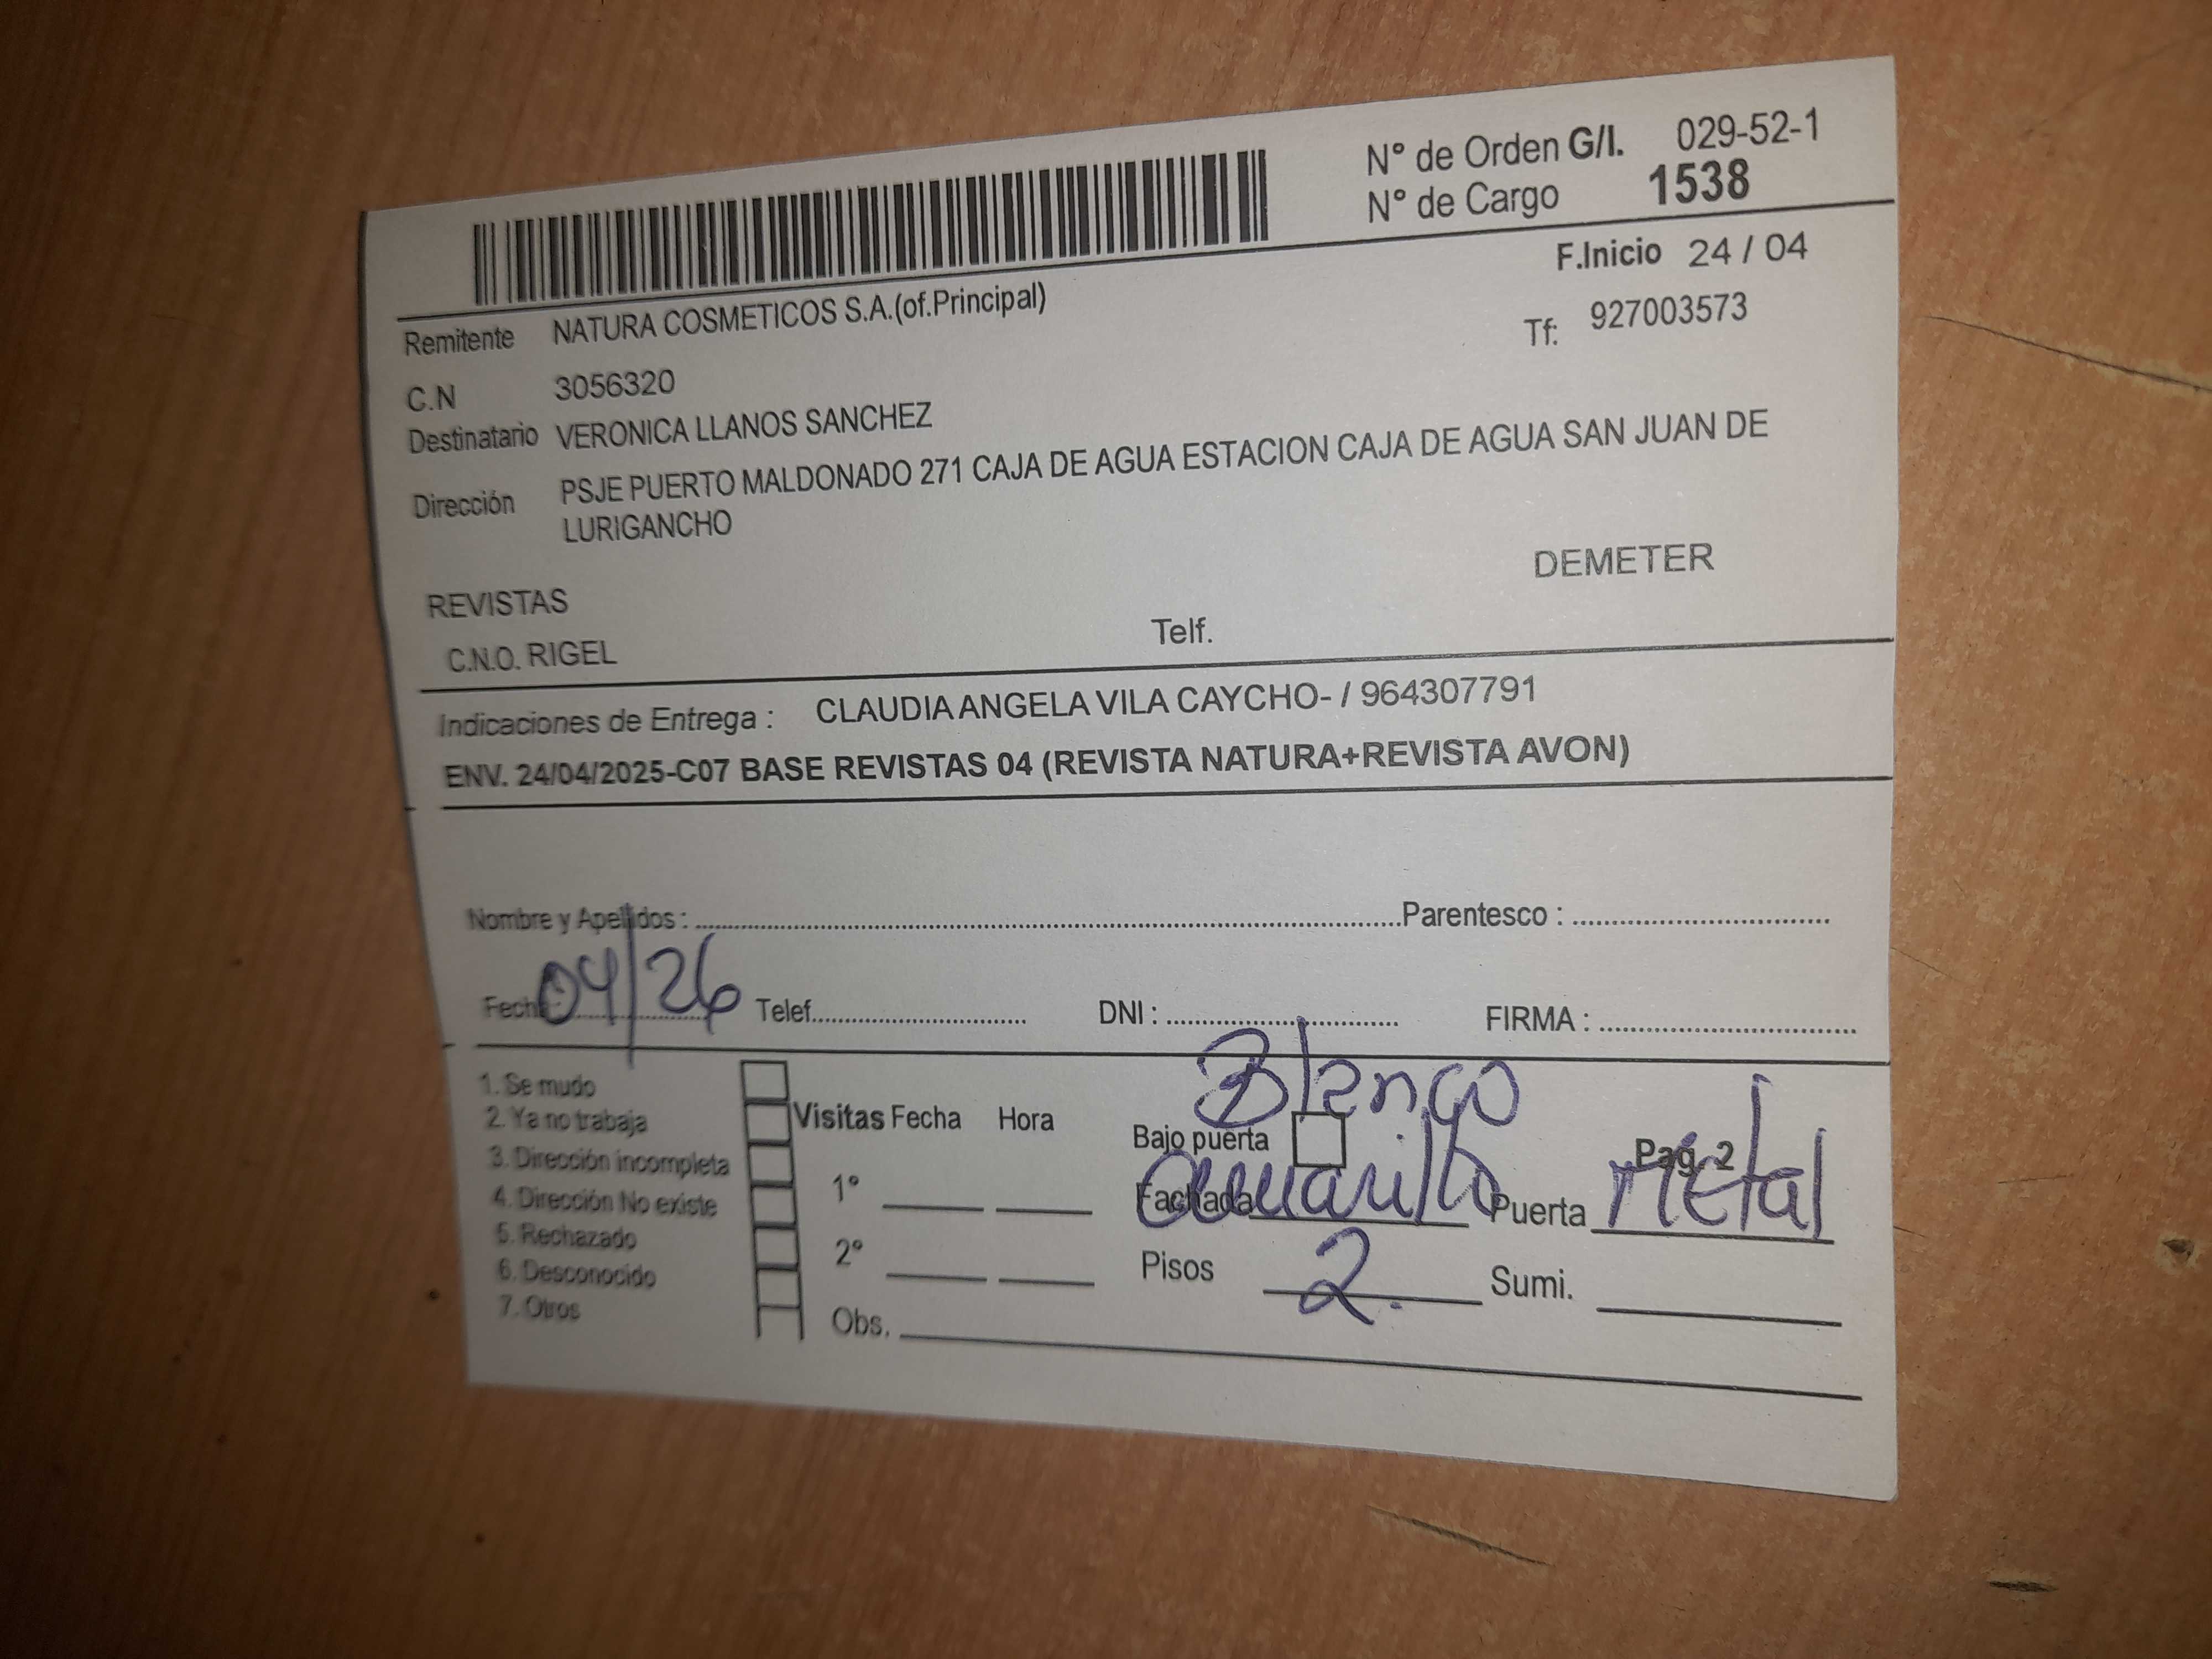 N° de Orden G/I. 029-52-1
N° de Cargo 1538
F.Inicio 24 / 04
Remitente NATURA COSMETICOS S.A.(of.Principal)
Tf: 927003573
C.N 3056320
Destinatario VERONICA LLANOS SANCHEZ
Dirección PSJE PUERTO MALDONADO 271 CAJA DE AGUA ESTACION CAJA DE AGUA SAN JUAN DE
LURIGANCHO
DEMETER
REVISTAS
C.N.O. RIGEL Telf.
Indicaciones de Entrega : CLAUDIA ANGELA VILA CAYCHO- / 964307791
ENV. 24/04/2025-C07 BASE REVISTAS 04 (REVISTA NATURA+REVISTA AVON)
Nombre y Apellidos : Parentesco :
Fecha: 04/26 Telef. DNI : FIRMA :
1. Se mudo
2. Ya no trabaja
3. Dirección incompleta
4. Dirección No existe
5. Rechazado
6. Desconocido
7. Otros
Visitas Fecha Hora
1°
2°
Obs.
Blanco
Bajo puerta Pag. 2
Fachada amarillo Puerta Metal
Pisos 2. Sumi.